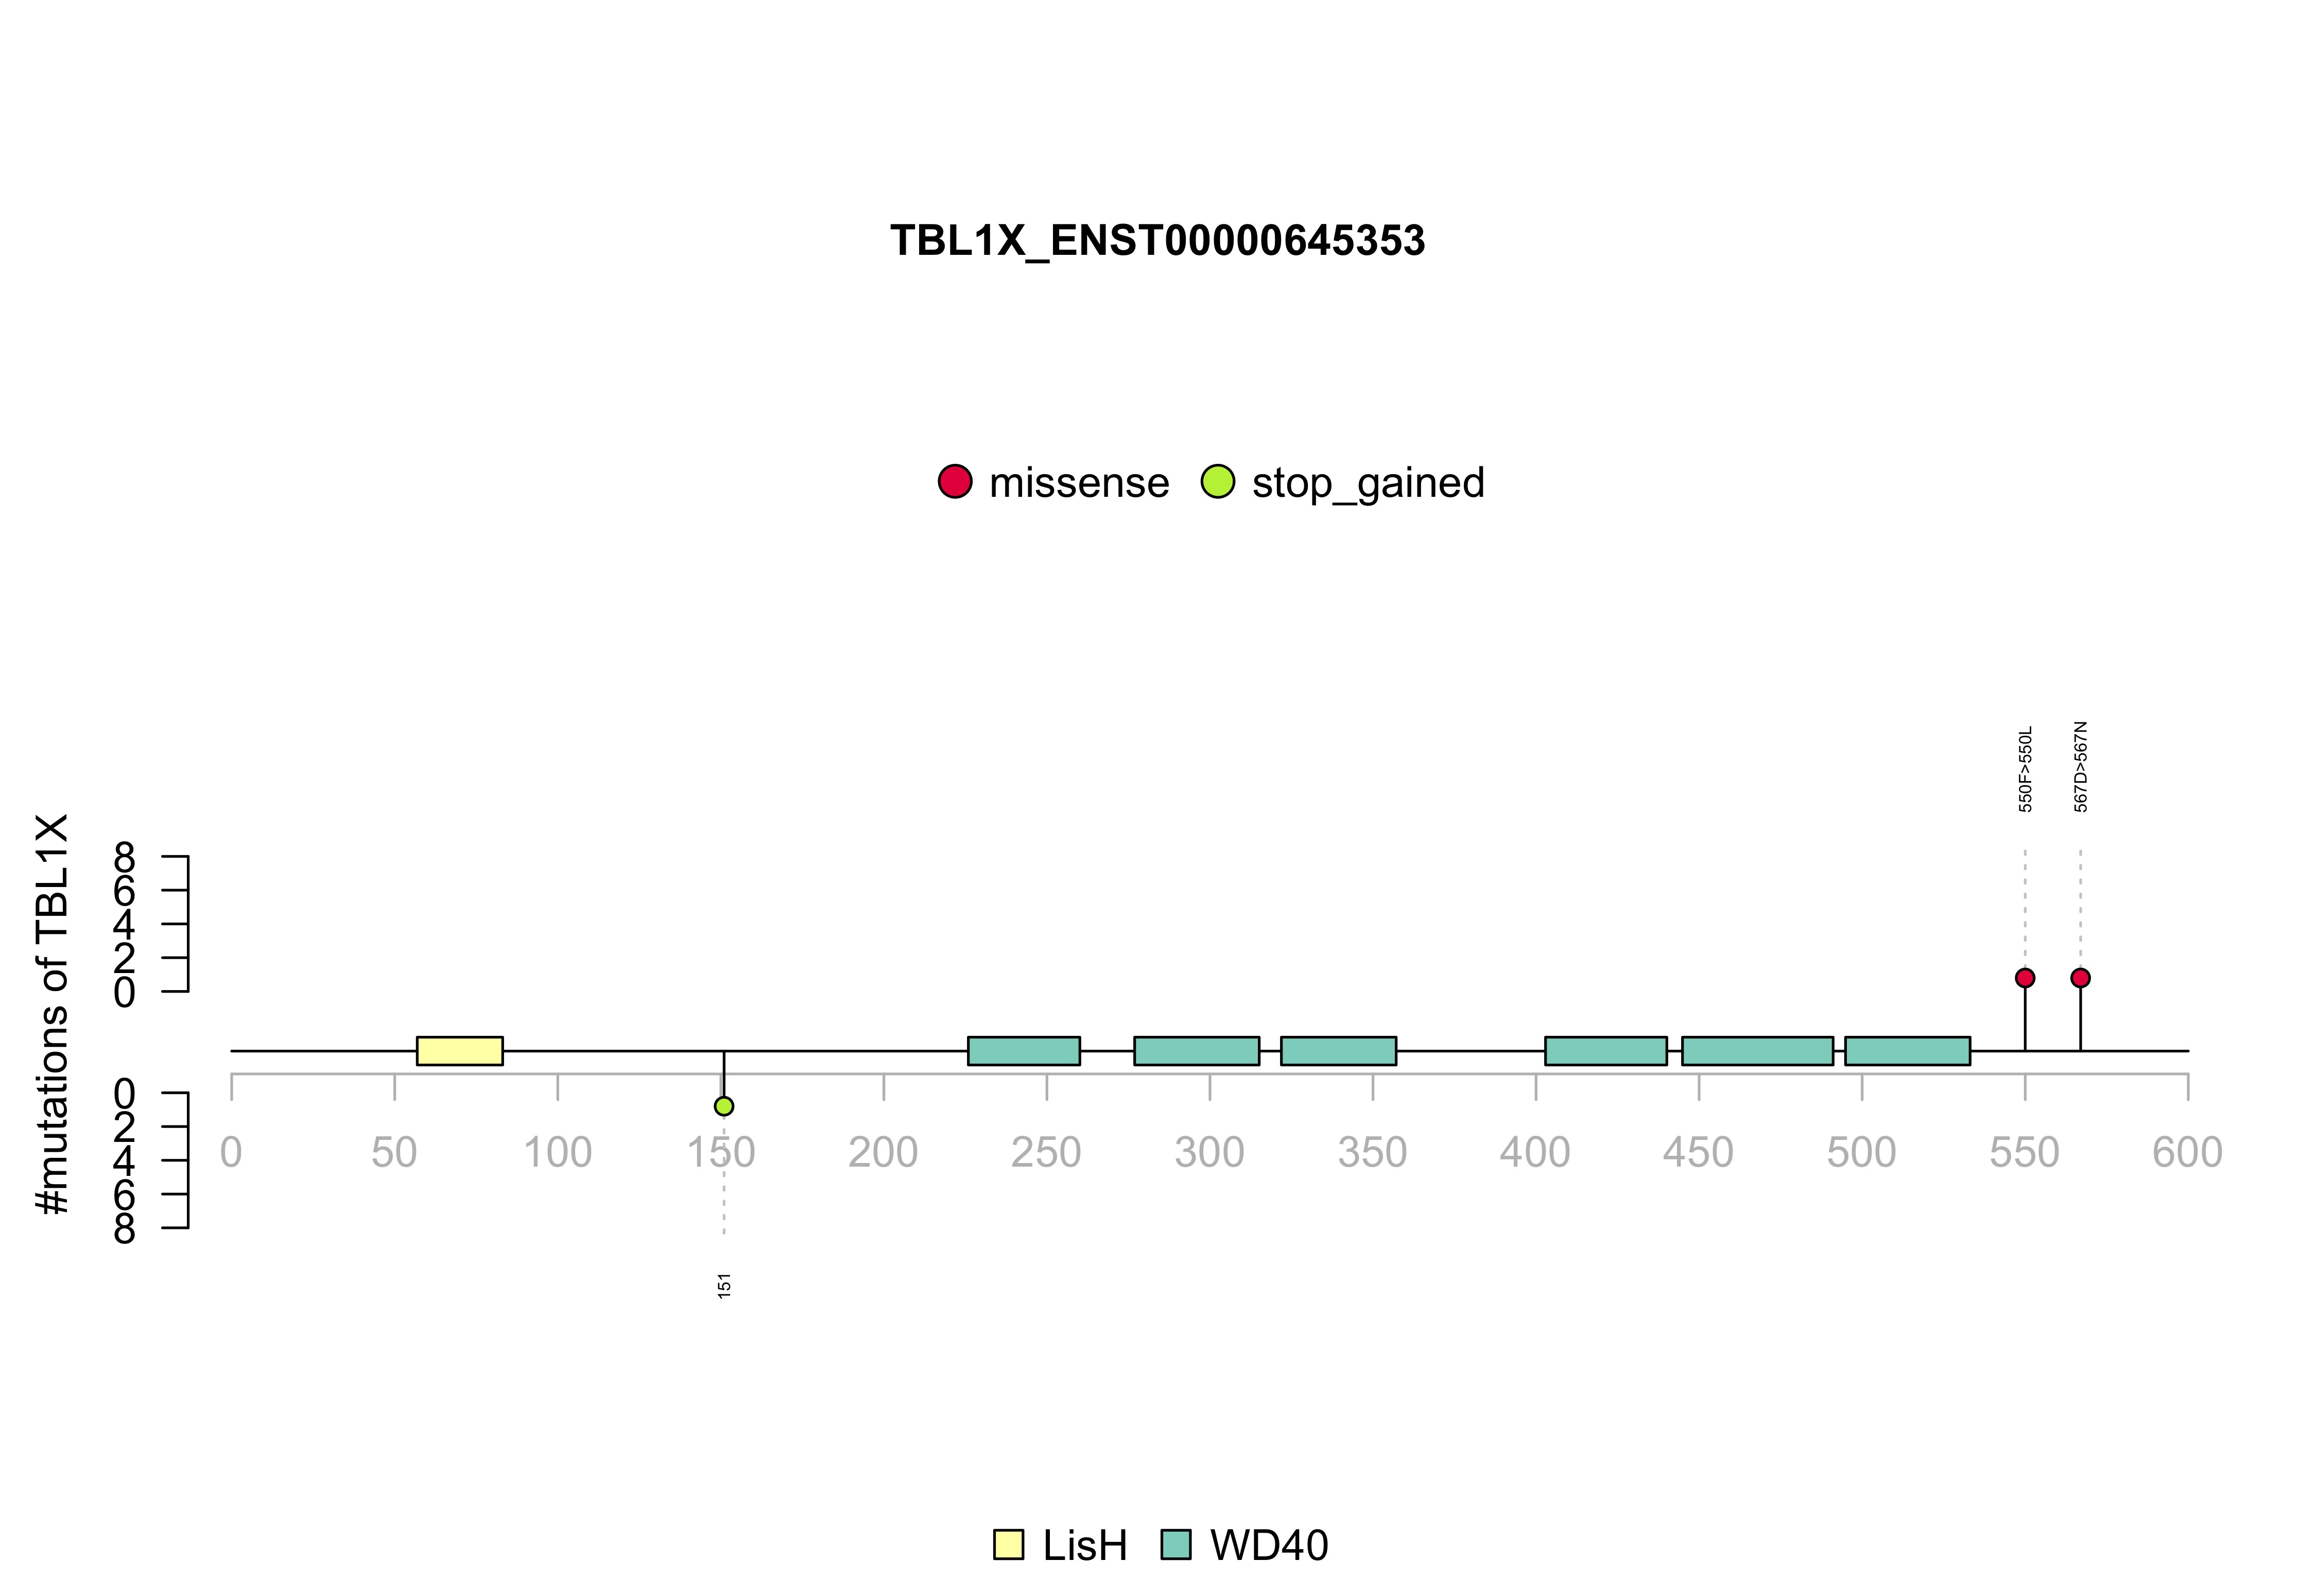 TBL1X_ENST00000645353
missense stop_gained
550F>550L
567D>567N
#mutations of TBL1X
8
6
4
2
0
0
2
4
6
8
0 50 100 150 200 250 300 350 400 450 500 550 600
151
LisH WD40